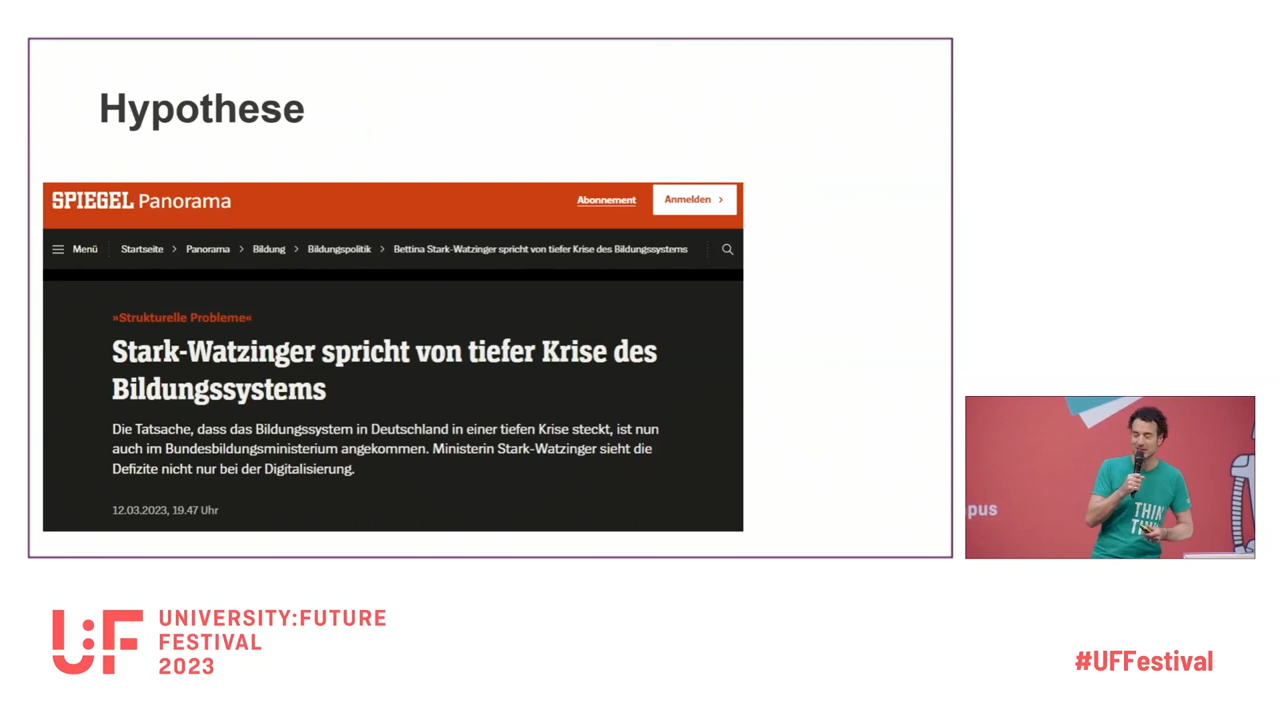 Hypothese
SPIEGEL Panorama
Abonnement
Anmelden
Menü
Startseite > Panorama > Bildung > Bildungspolitik > Bettina Stark-Watzinger spricht von tiefer Krise des Bildungssystems
»Strukturelle Probleme«
Stark-Watzinger spricht von tiefer Krise des
Bildungssystems
Die Tatsache, dass das Bildungssystem in Deutschland in einer tiefen Krise steckt, ist nun
auch im Bundesbildungsministerium angekommen. Ministerin Stark-Watzinger sieht die
Defizite nicht nur bei der Digitalisierung.
12.03.2023, 19.47 Uhr
pus
THIN
U:F
UNIVERSITY:FUTURE
FESTIVAL
2023
#UFFestival